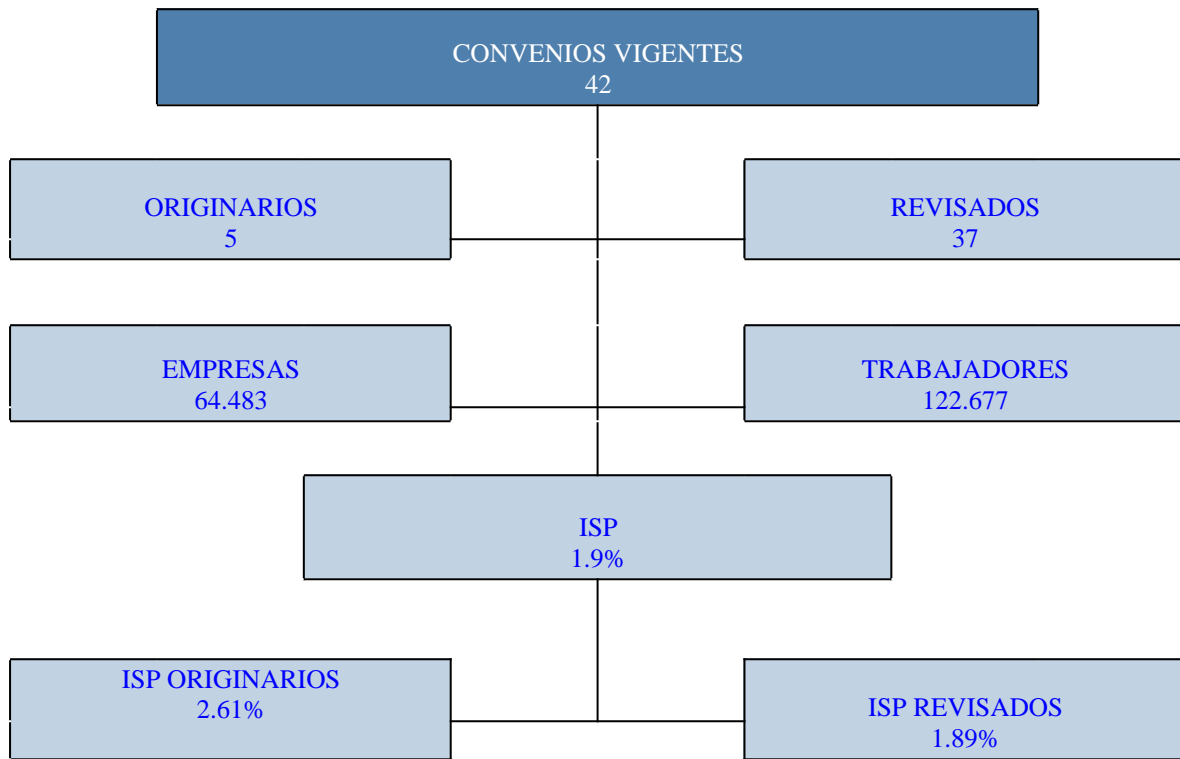 CONVENIOS VIGENTES
42
ORIGINARIOS
5
REVISADOS
37
EMPRESAS
64.483
TRABAJADORES
122.677
ISP
1.9%
ISP ORIGINARIOS
2.61%
ISP REVISADOS
1.89%